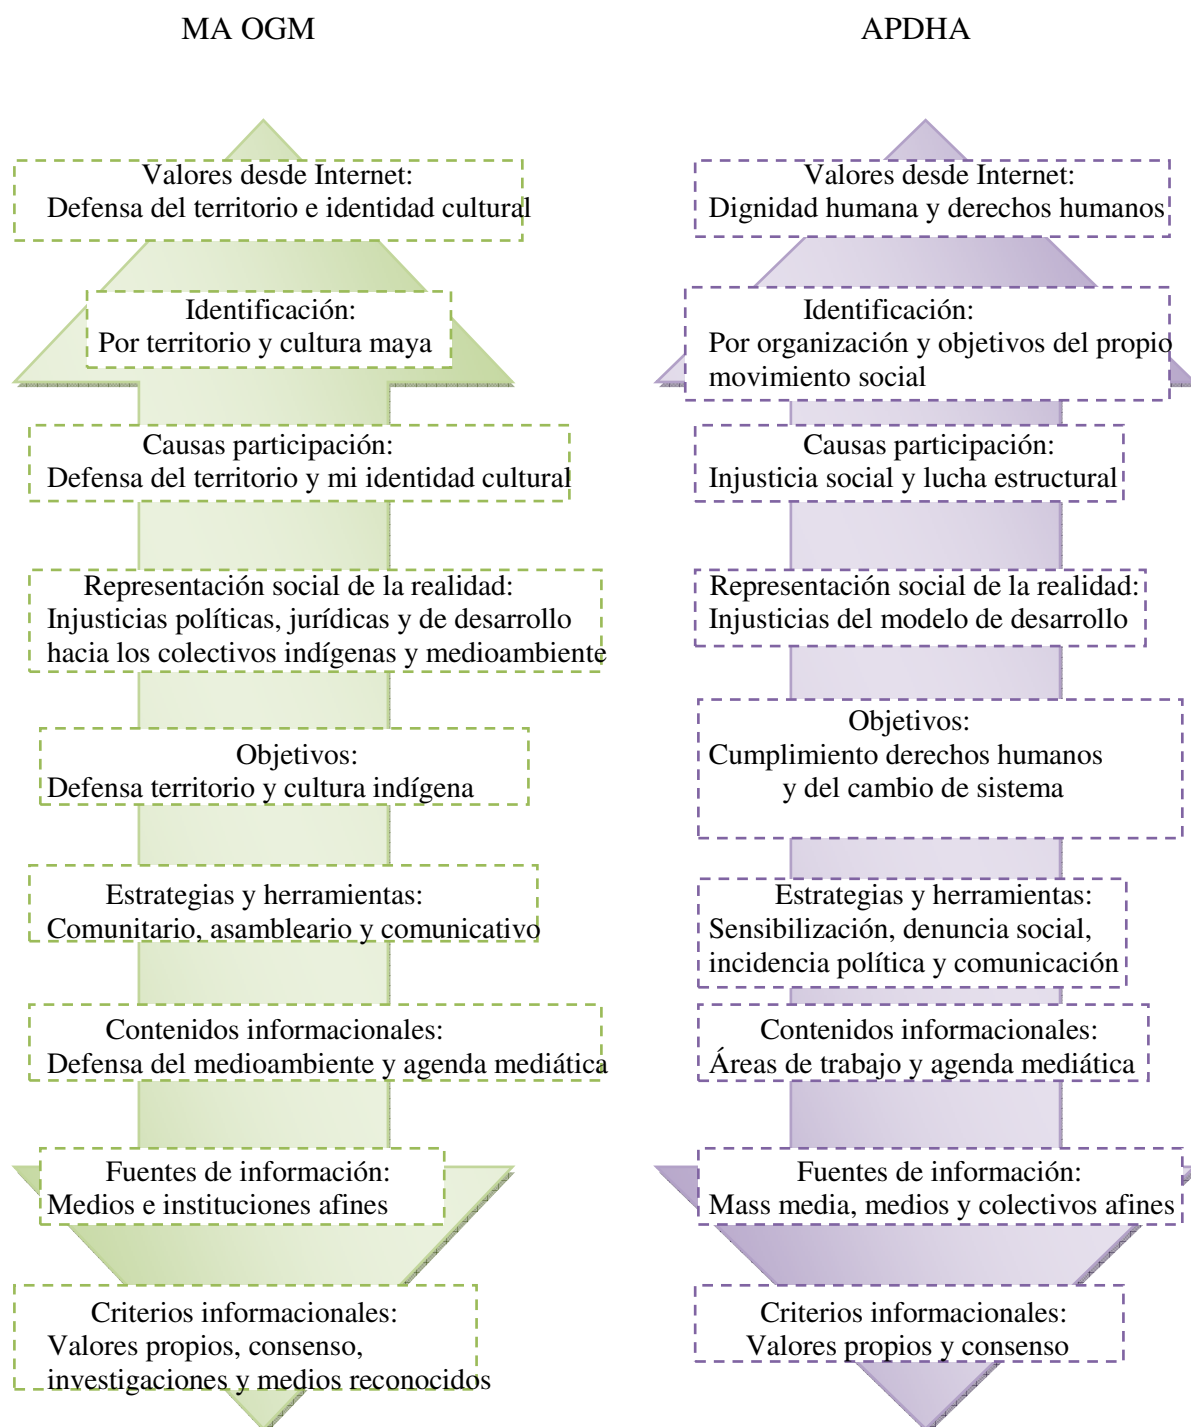 MA OGM
Valores desde Internet:
Defensa del territorio e identidad cultural
Identificación:
Por territorio y cultura maya
Causas participación:
Defensa del territorio y mi identidad cultural
Representación social de la realidad:
Injusticias políticas, jurídicas y de desarrollo
hacia los colectivos indígenas y medioambiente
Objetivos:
Defensa territorio y cultura indígena
Estrategias y herramientas:
Comunitario, asambleario y comunicativo
Contenidos informacionales:
Defensa del medioambiente y agenda mediática
Fuentes de información:
Medios e instituciones afines
Criterios informacionales:
Valores propios, consenso,
investigaciones y medios reconocidos
APDHA
Valores desde Internet:
Dignidad humana y derechos humanos
Identificación:
Por organización y objetivos del propio
movimiento social
Causas participación:
Injusticia social y lucha estructural
Representación social de la realidad:
Injusticias del modelo de desarrollo
Objetivos:
Cumplimiento derechos humanos
y del cambio de sistema
Estrategias y herramientas:
Sensibilización, denuncia social,
incidencia política y comunicación
Contenidos informacionales:
Áreas de trabajo y agenda mediática
Fuentes de información:
Mass media, medios y colectivos afines
Criterios informacionales:
Valores propios y consenso